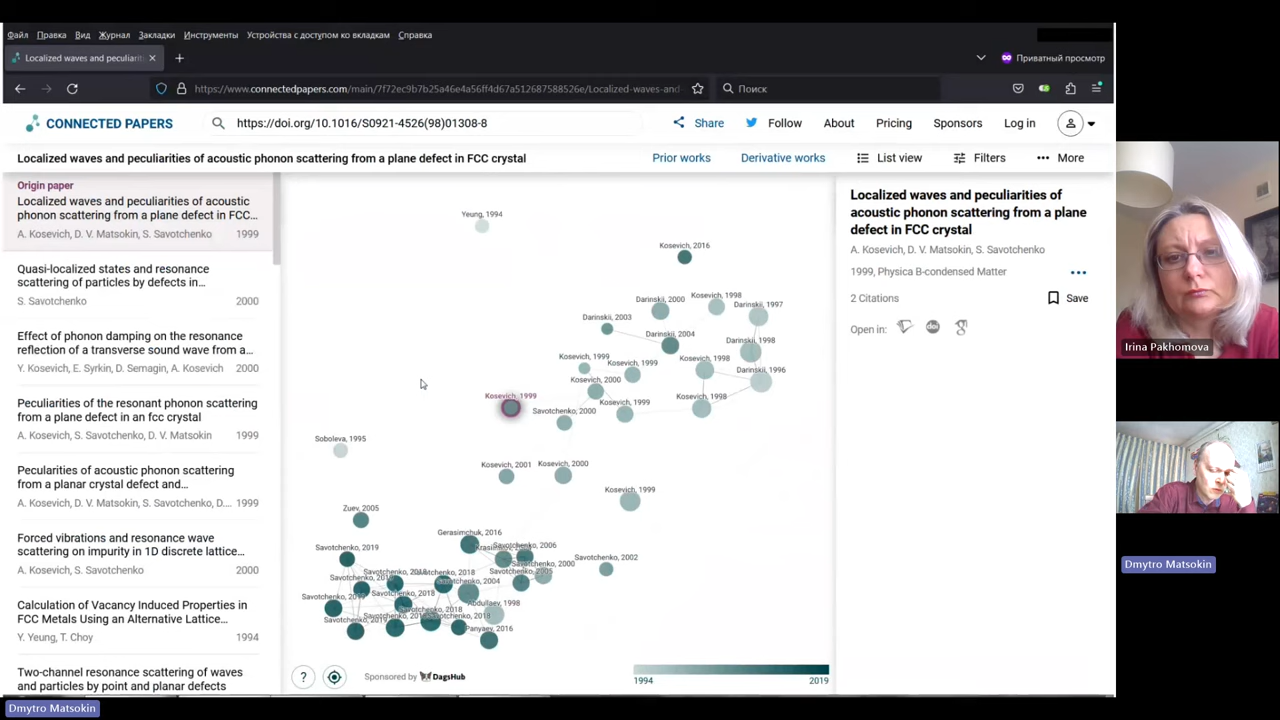 Файл Правка Вид Журнал Закладки Инструменты Устройства с доступом ко вкладкам Справка
Localized waves and peculiariti
Приватный просмотр
https://www.connectedpapers.com/main/7f72ec9b7b25a46e4a56ff4d67a512687588526e/Localized-waves-and-
Поиск
CONNECTED PAPERS
https://doi.org/10.1016/S0921-4526(98)01308-8
Share
Follow
About
Pricing
Sponsors
Log in
Localized waves and peculiarities of acoustic phonon scattering from a plane defect in FCC crystal
Prior works
Derivative works
List view
Filters
More
Origin paper
Localized waves and peculiarities of acoustic
phonon scattering from a plane defect in FCC…
A. Kosevich, D. V. Matsokin, S. Savotchenko 1999
Quasi-localized states and resonance
scattering of particles by defects in…
S. Savotchenko 2000
Effect of phonon damping on the resonance
reflection of a transverse sound wave from a…
Y. Kosevich, E. Syrkin, D. Semagin, A. Kosevich 2000
Peculiarities of the resonant phonon scattering
from a plane defect in an fcc crystal
A. Kosevich, S. Savotchenko, D. V. Matsokin 1999
Pecularities of acoustic phonon scattering
from a planar crystal defect and…
A. Kosevich, D. V. Matsokin, S. Savotchenko, D.… 1999
Forced vibrations and resonance wave
scattering on impurity in 1D discrete lattice…
A. Kosevich, S. Savotchenko 2000
Calculation of Vacancy Induced Properties in
FCC Metals Using an Alternative Lattice…
Y. Yeung, T. Choy 1994
Two-channel resonance scattering of waves
and particles by point and planar defects
Yeung, 1994
Kosevich, 2016
Kosevich, 1998
Darinskii, 2000
Darinskii, 1997
Darinskii, 2003
Darinskii, 2004
Darinskii, 1998
Kosevich, 1999
Kosevich, 1999
Kosevich, 1998
Darinskii, 1996
Kosevich, 2000
Kosevich, 1999
Kosevich, 1999
Kosevich, 1998
Savotchenko, 2000
Soboleva, 1995
Kosevich, 2001
Kosevich, 2000
Kosevich, 1999
Zuev, 2005
Gerasimchuk, 2016
Savotchenko, 2019
Savotchenko, 2006
Savotchenko, 2002
Savotchenko, 2005
Savotchenko, 2018
Savotchenko, 2004
Abdullaev, 1998
Panyaev, 2016
? Sponsored by DagsHub
1994 2019
Localized waves and peculiarities of
acoustic phonon scattering from a plane
defect in FCC crystal
A. Kosevich, D. V. Matsokin, S. Savotchenko
1999, Physica B-condensed Matter
2 Citations
Save
Open in:
Irina Pakhomova
Dmytro Matsokin
Dmytro Matsokin